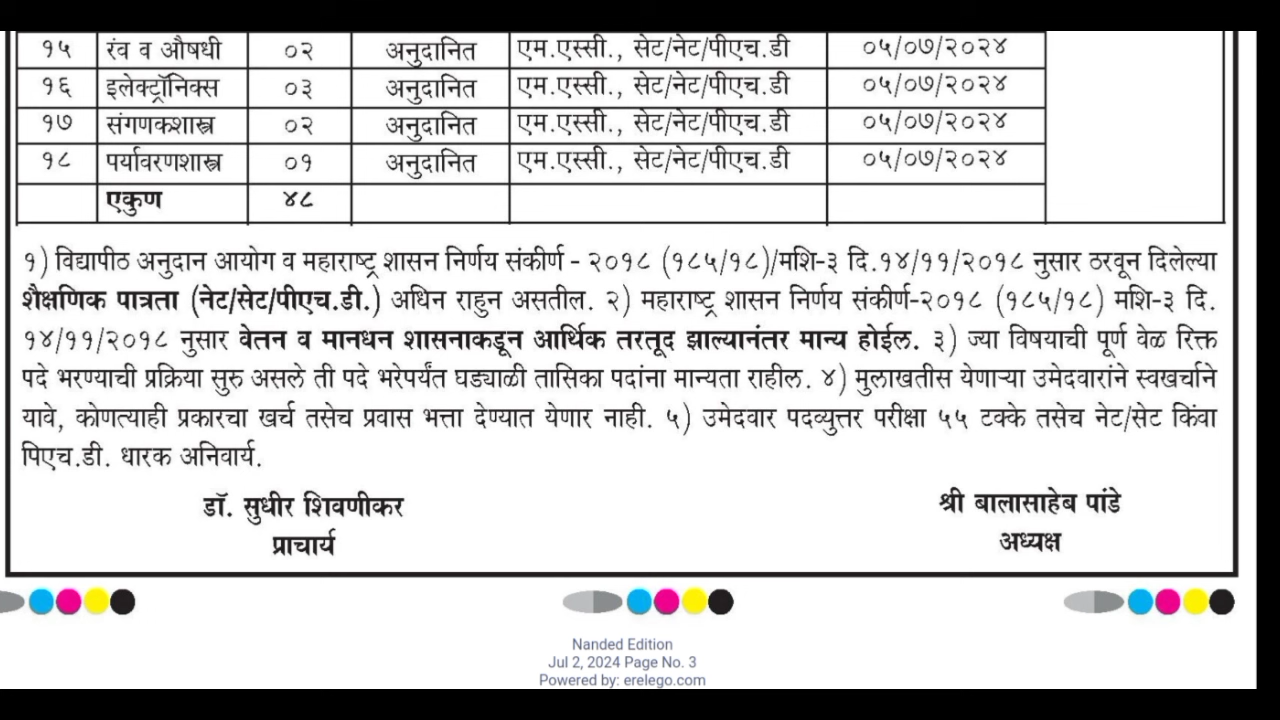 १५ रंव व औषधी ०२ अनुदानित एम.एससी., सेट/नेट/पीएच.डी ०५/०७/२०२४
१६ इलेक्ट्रॉनिक्स ०३ अनुदानित एम.एससी., सेट/नेट/पीएच.डी ०५/०७/२०२४
१७ संगणकशास्त्र ०२ अनुदानित एम.एससी., सेट/नेट/पीएच.डी ०५/०७/२०२४
१८ पर्यावरणशास्त्र ०१ अनुदानित एम.एससी., सेट/नेट/पीएच.डी ०५/०७/२०२४
एकुण ४८
१) विद्यापीठ अनुदान आयोग व महाराष्ट्र शासन निर्णय संकीर्ण - २०१८ (१८५/१८)/मशि-३ दि.१४/११/२०१८ नुसार ठरवून दिलेल्या
शैक्षणिक पात्रता (नेट/सेट/पीएच.डी.) अधिन राहुन असतील. २) महाराष्ट्र शासन निर्णय संकीर्ण-२०१८ (१८५/१८) मशि-३ दि.
१४/११/२०१८ नुसार वेतन व मानधन शासनाकडून आर्थिक तरतूद झाल्यानंतर मान्य होईल. ३) ज्या विषयाची पूर्ण वेळ रिक्त
पदे भरण्याची प्रक्रिया सुरु असले ती पदे भरेपर्यंत घड्याळी तासिका पदांना मान्यता राहील. ४) मुलाखतीस येणाऱ्या उमेदवारांने स्वखर्चाने
यावे, कोणत्याही प्रकारचा खर्च तसेच प्रवास भत्ता देण्यात येणार नाही. ५) उमेदवार पदव्युत्तर परीक्षा ५५ टक्के तसेच नेट/सेट किंवा
पिएच.डी. धारक अनिवार्य.
डॉ. सुधीर शिवणीकर श्री बालासाहेब पांडे
प्राचार्य अध्यक्ष
Nanded Edition
Jul 2, 2024 Page No. 3
Powered by: erelego.com